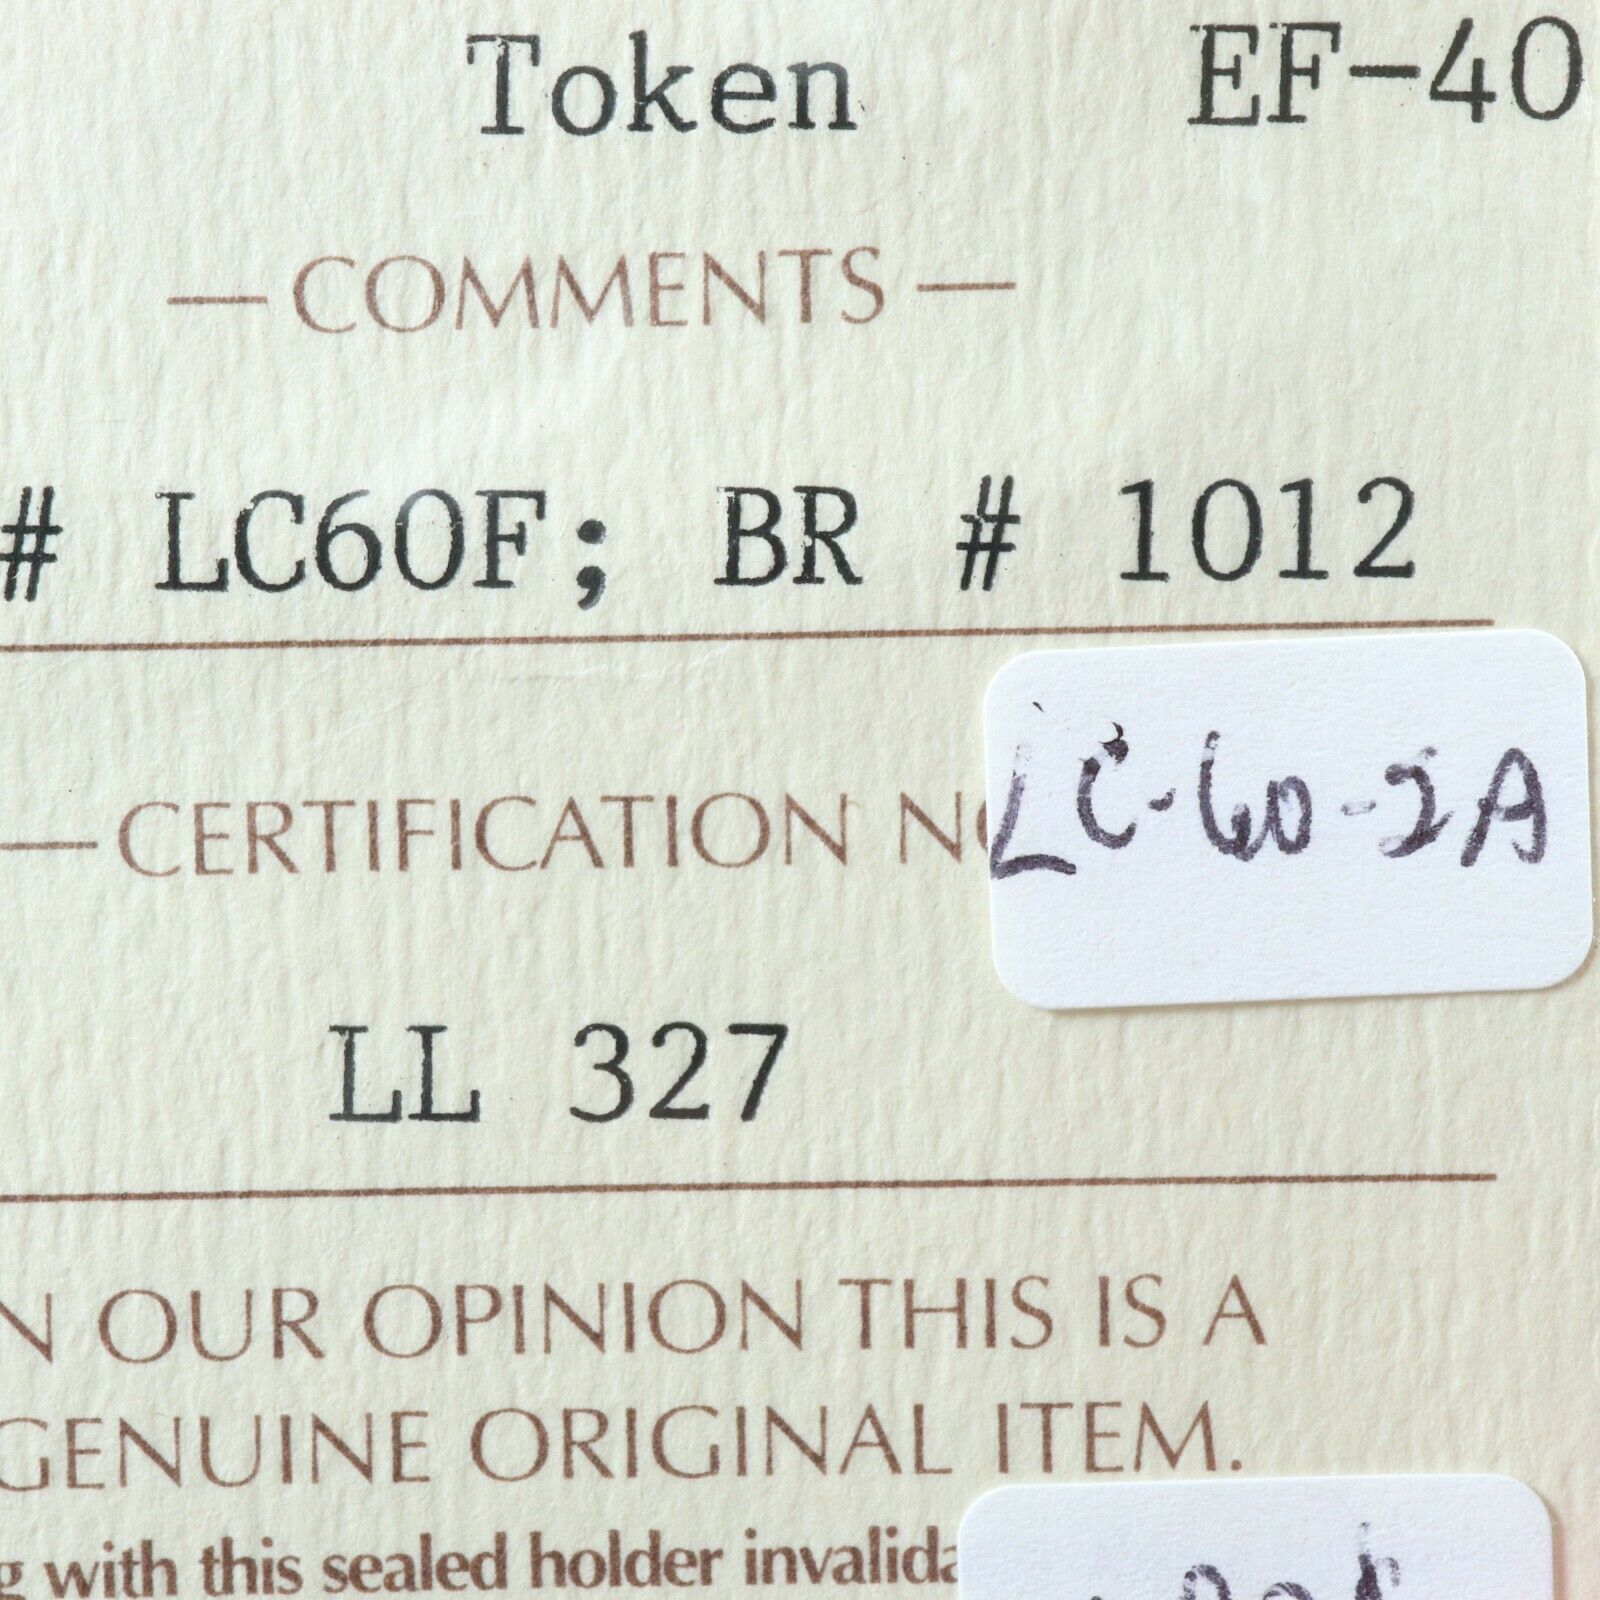 Token EF-40
— COMMENTS —
# LC60F; BR # 1012
— CERTIFICATION
LC-60-2A
LL 327
OUR OPINION THIS IS A
GENUINE ORIGINAL ITEM.
with this sealed holder